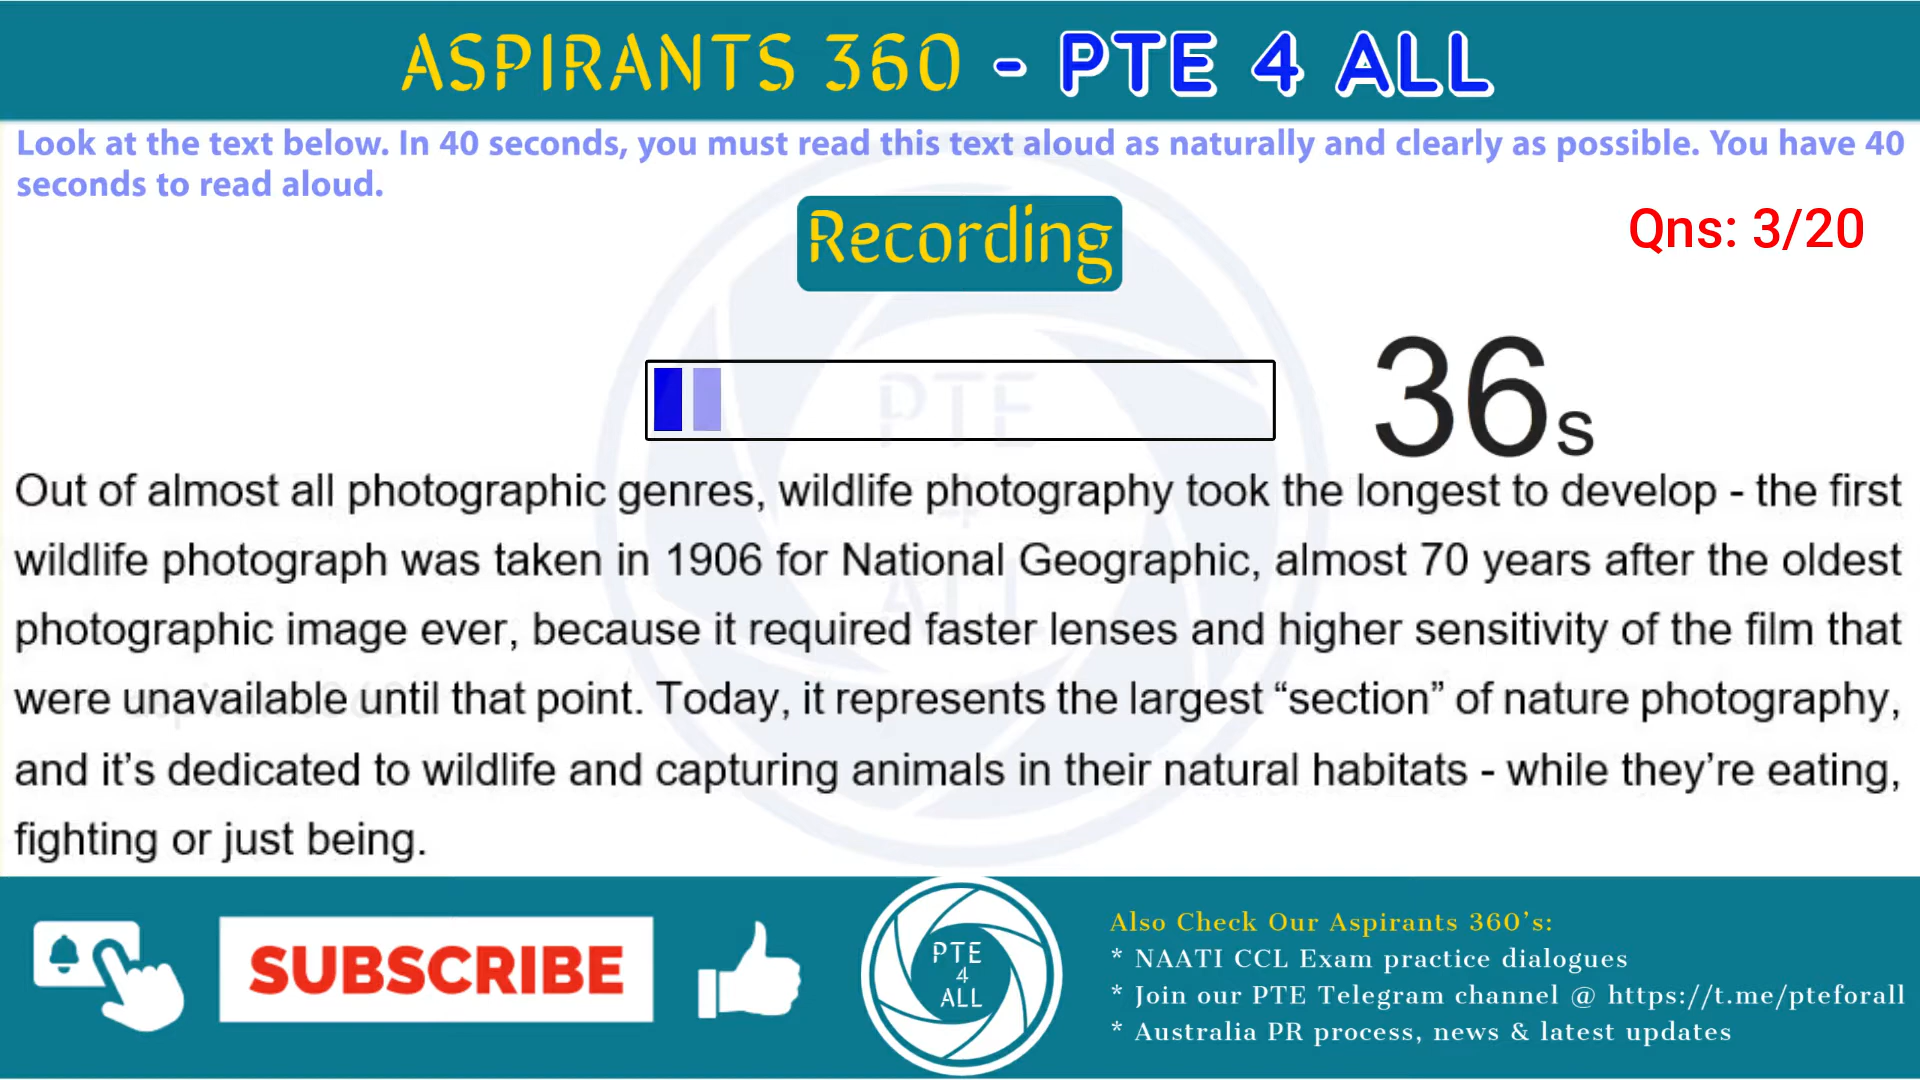 ASPIRANTS 360 - PTE 4 ALL
Look at the text below. In 40 seconds, you must read this text aloud as naturally and clearly as possible. You have 40
seconds to read aloud.
Recording
Qns: 3/20
36s
Out of almost all photographic genres, wildlife photography took the longest to develop - the first
wildlife photograph was taken in 1906 for National Geographic, almost 70 years after the oldest
photographic image ever, because it required faster lenses and higher sensitivity of the film that
were unavailable until that point. Today, it represents the largest “section” of nature photography,
and it’s dedicated to wildlife and capturing animals in their natural habitats - while they’re eating,
fighting or just being.
SUBSCRIBE
PTE
4
ALL
Also Check Our Aspirants 360's:
* NAATI CCL Exam practice dialogues
* Join our PTE Telegram channel @ https://t.me/pteforall
* Australia PR process, news & latest updates